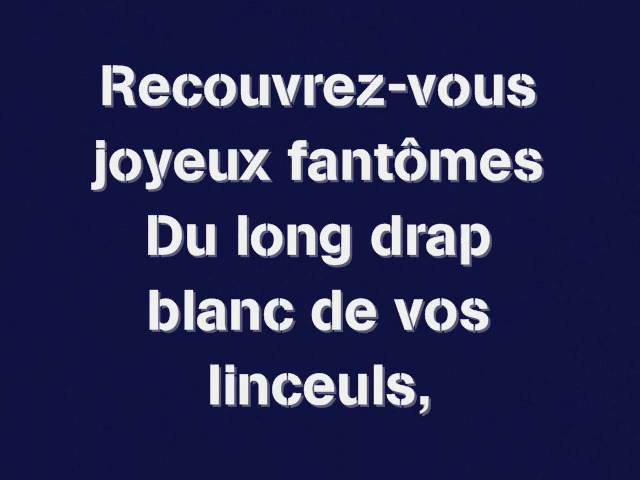 Recouvrez-vous
joyeux fantômes
Du long drap
blanc de vos
linceuls,